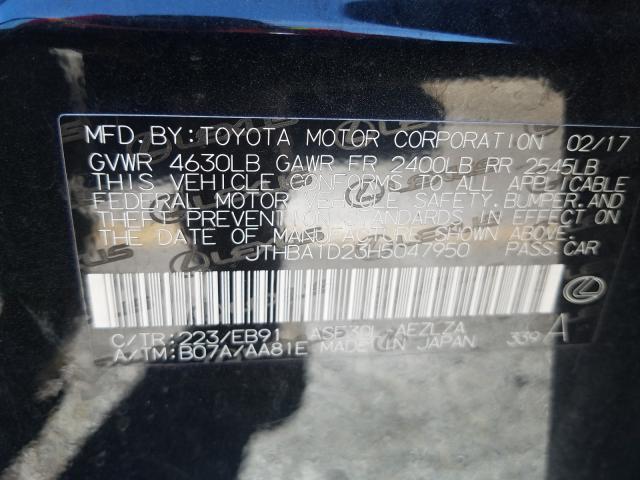 MFD. BY: TOYOTA MOTOR CORPORATION 02/17
GVWR 4630LB GAWR FR 2400LB RR 2545LB
THIS VEHICLE CONFORMS TO ALL APPLICABLE
FEDERAL MOTOR VEHICLE SAFETY, BUMPER, AND
THEFT PREVENTION STANDARDS IN EFFECT ON
THE DATE OF MANUFACTURE SHOWN ABOVE.
JTHBA1D23H5047950 PASS CAR
C/TR: 223/EB91 ASE30L-AEZLZA
A/TM: B07A/AA81E MADE IN JAPAN 339 A
LEXUS